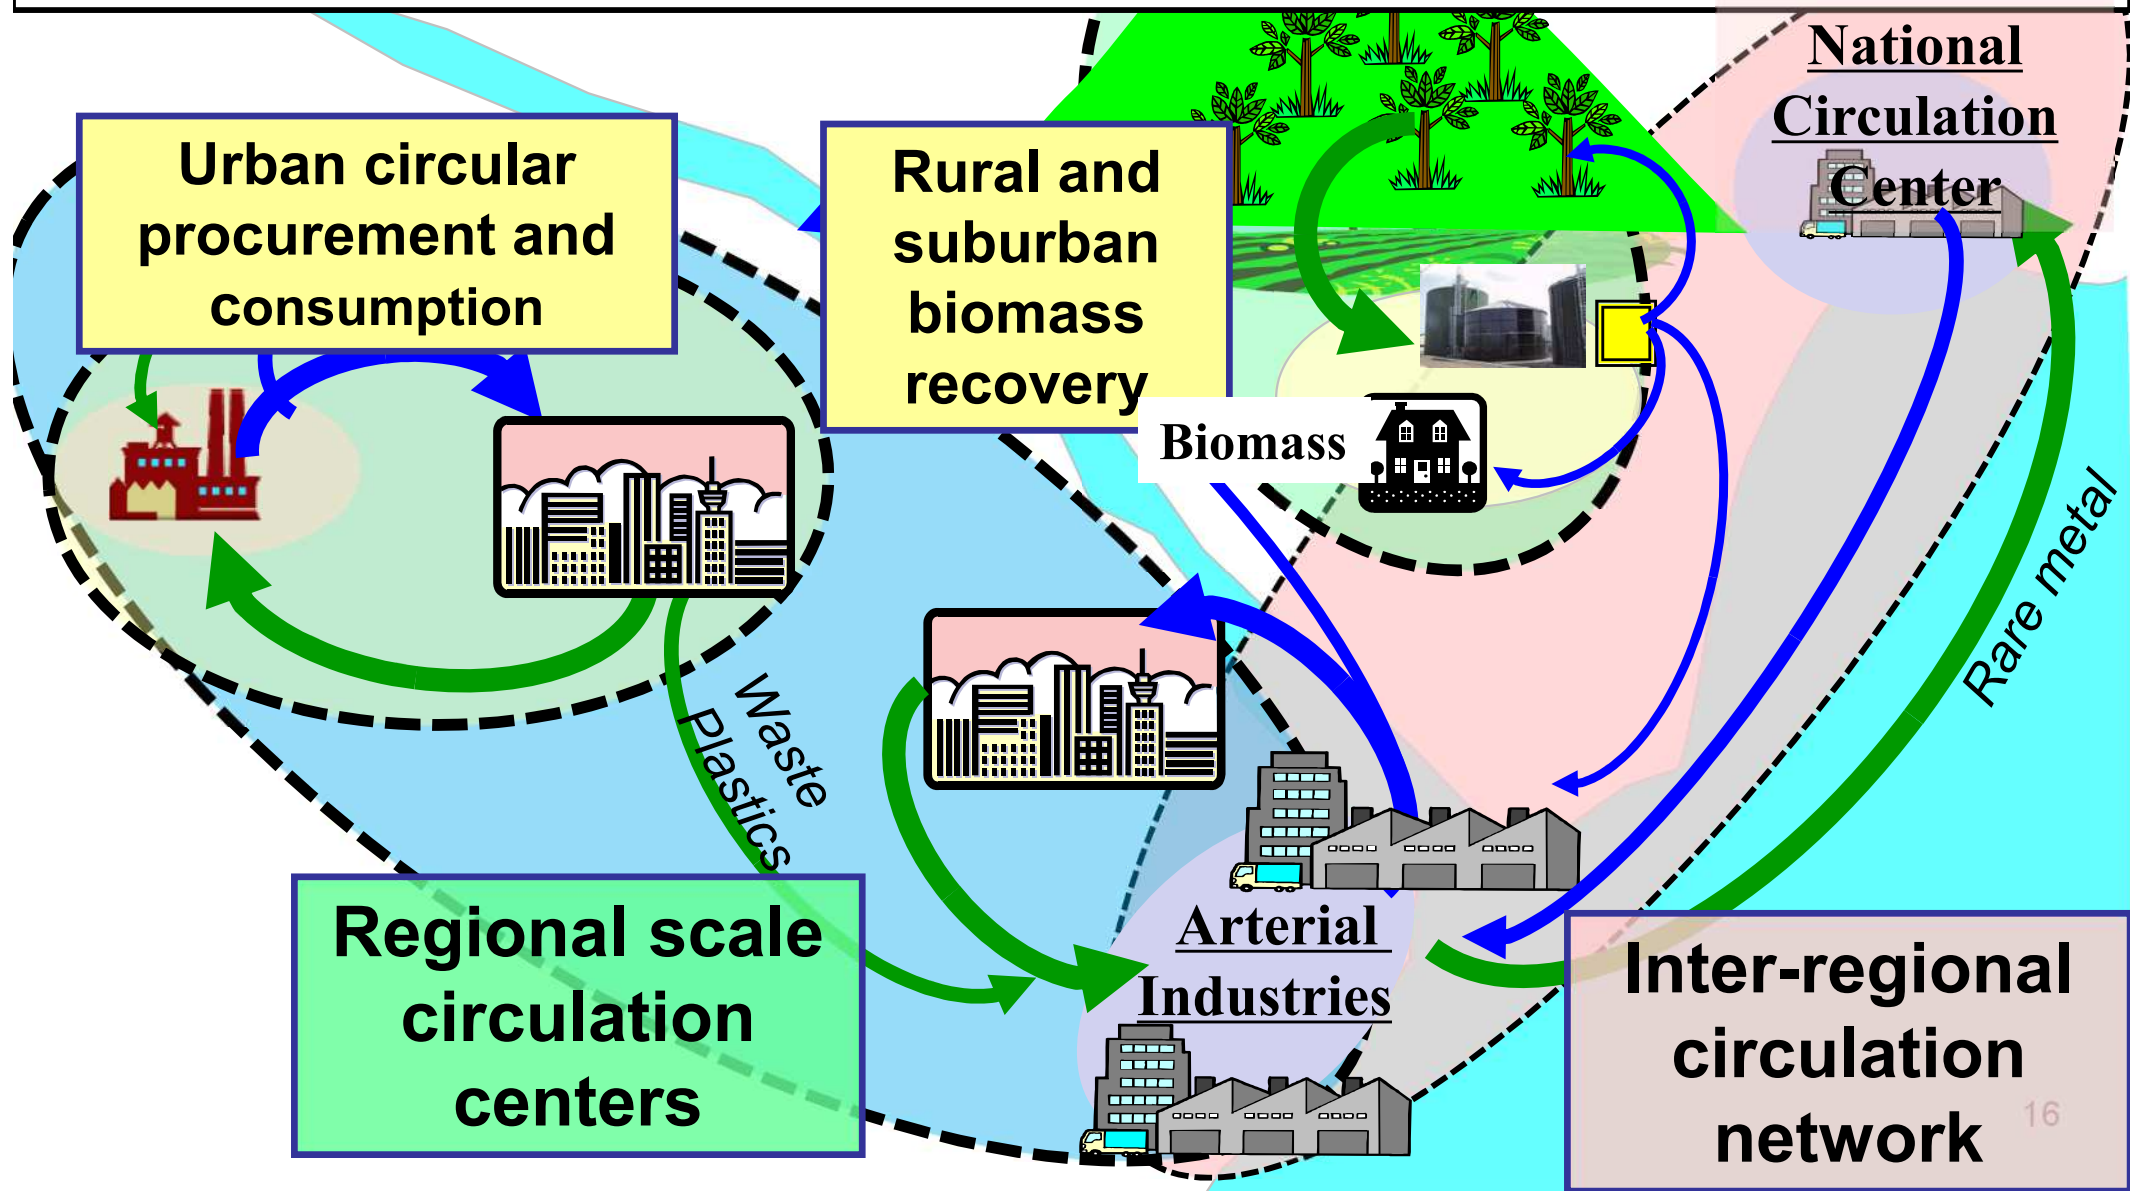 National
Circulation
Center
Urban circular
procurement and
consumption
Rural and
suburban
biomass
recovery
Biomass
Rare metal
Waste
Plastics
Arterial
Industries
Regional scale
circulation
centers
Inter-regional
circulation
network
16